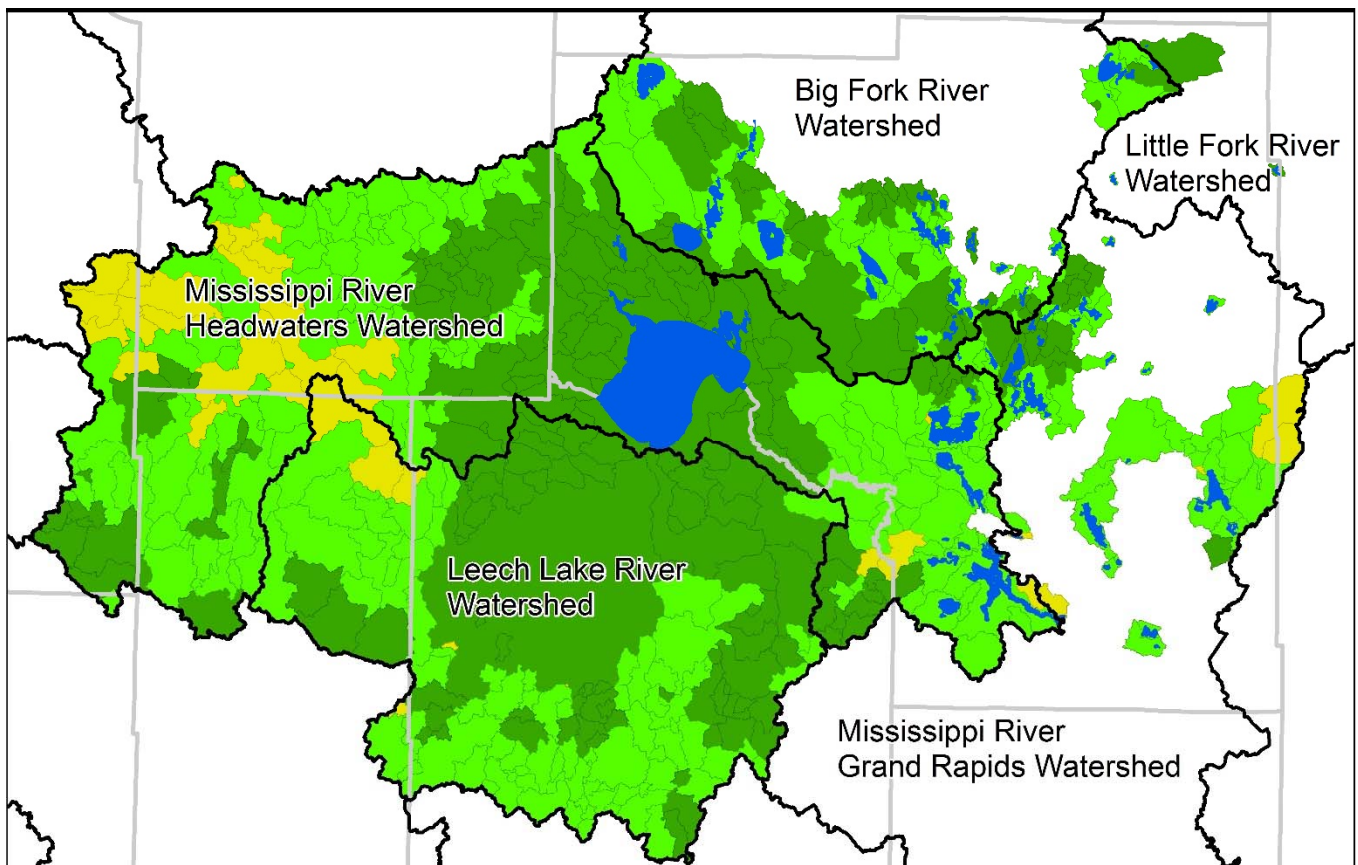 Big Fork River
Watershed
Little Fork River
Watershed
Mississippi River
Headwaters Watershed
Leech Lake River
Watershed
Mississippi River
Grand Rapids Watershed